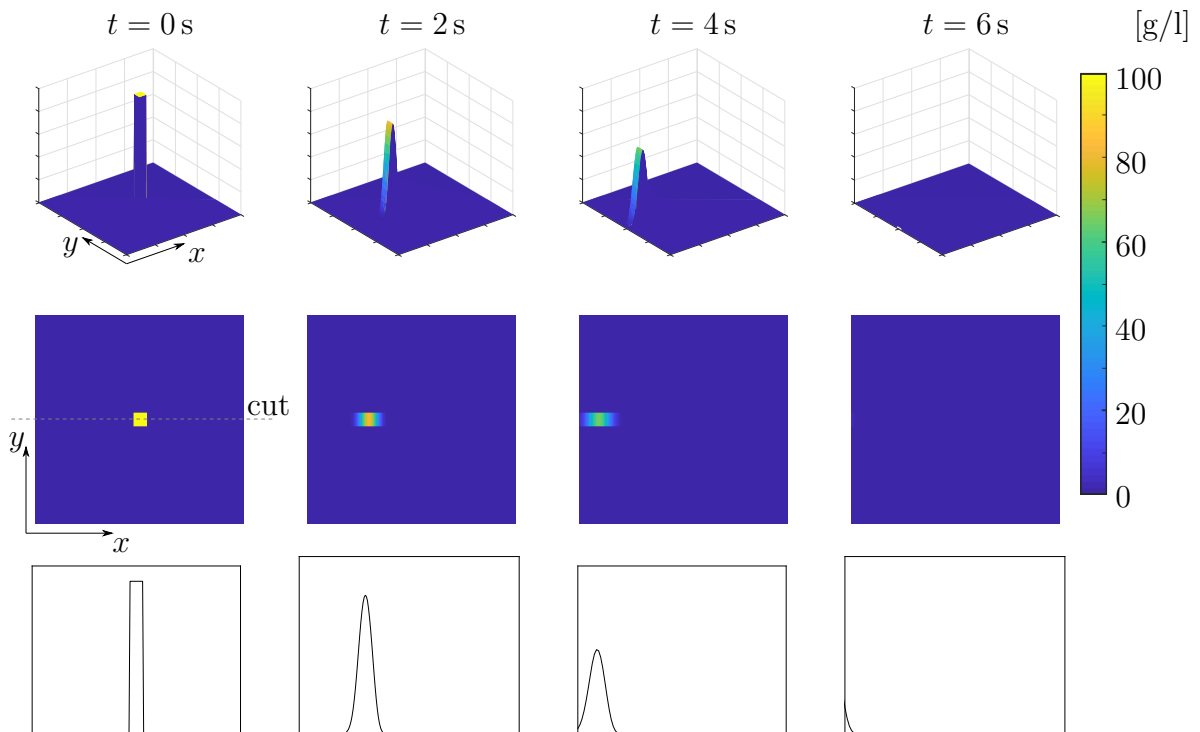 t = 0 s
t = 2 s
t = 4 s
t = 6 s
[g/l]
100
80
60
40
20
0
y
x
cut
y
x